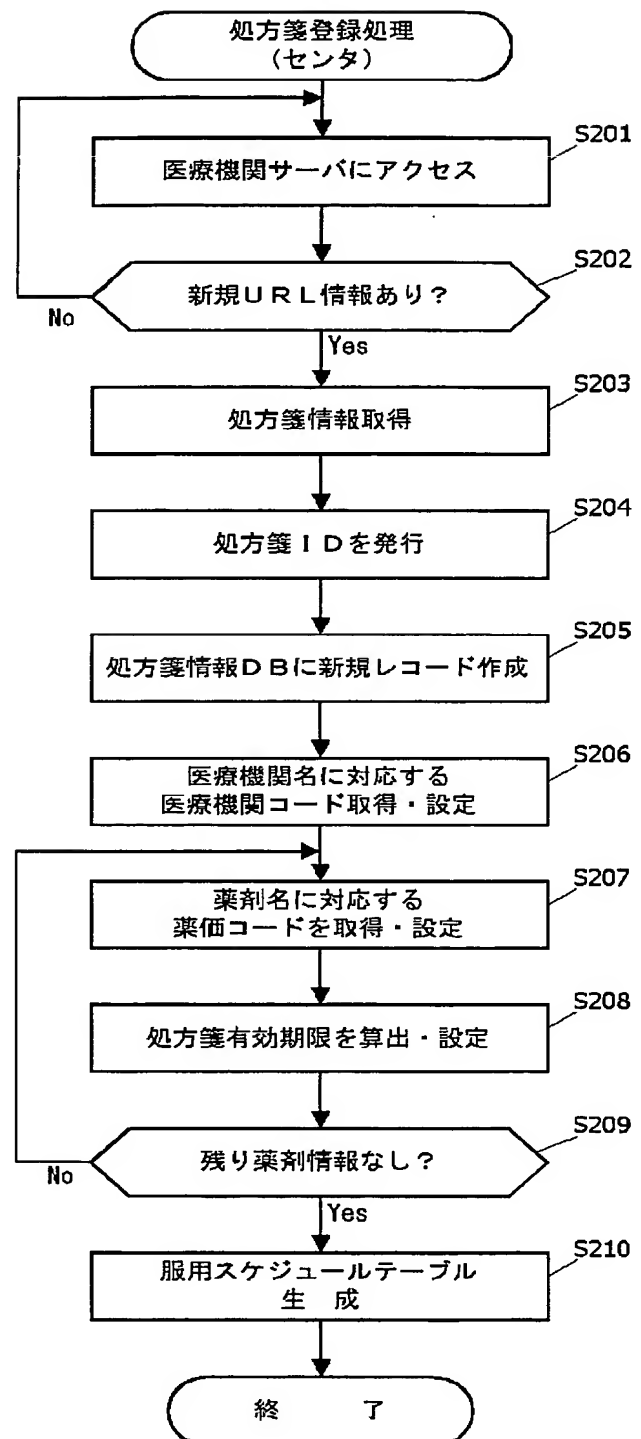 処方箋登録処理
(センタ)
S201
医療機関サーバにアクセス
S202
新規URL情報あり?
No
Yes
S203
処方箋情報取得
S204
処方箋IDを発行
S205
処方箋情報DBに新規レコード作成
S206
医療機関名に対応する
医療機関コード取得・設定
S207
薬剤名に対応する
薬価コードを取得・設定
S208
処方箋有効期限を算出・設定
S209
残り薬剤情報なし?
No
Yes
S210
服用スケジュールテーブル
生 成
終 了